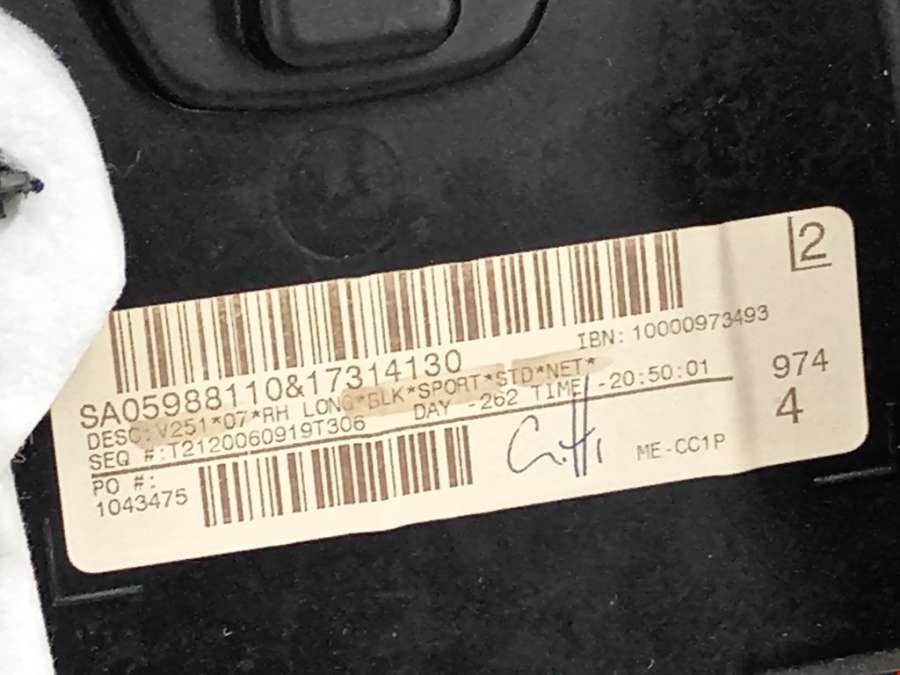 2
IBN: 10000973493
SA05988110&17314130
DESC:V251*07*RH LONG*BLK*SPORT*STD*NET*
SEQ #:T2120060919T306 DAY -262 TIME -20:50:01
974
4
PO #:
1043475
ME-CC1P